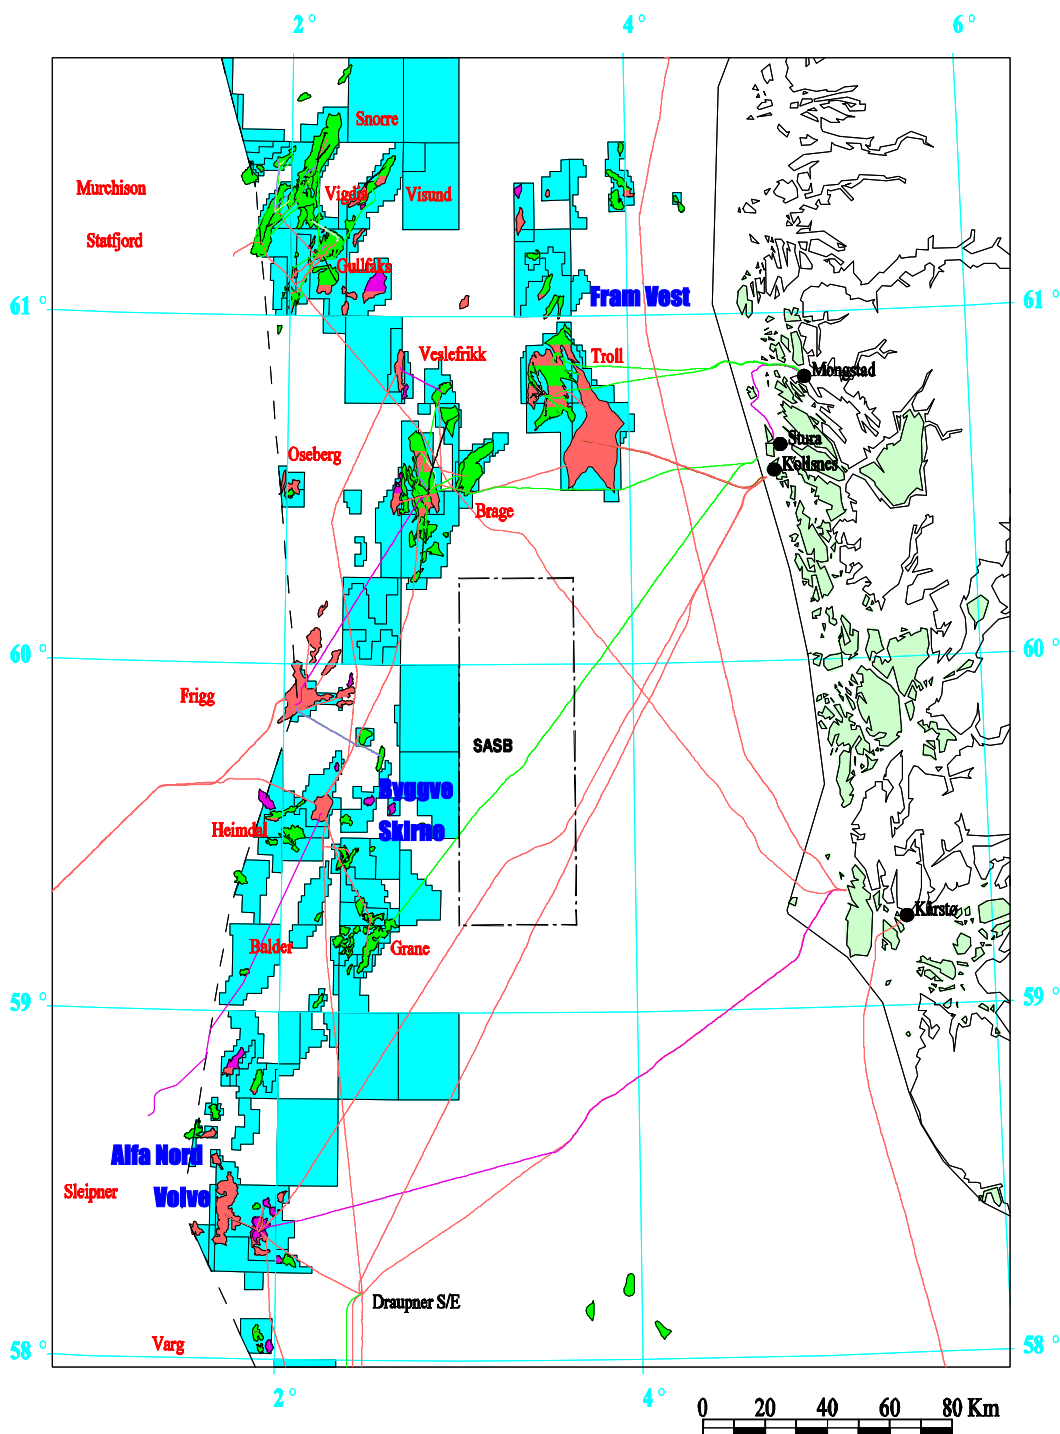 2° 4° 6°
Snorre
Murchison Vigdis Visund
Statfjord
Gullfaks
61° Fram Vest 61°
Veslefrikk Troll
Mongstad
Stura
Oseberg Kollsnes
Brage
60° 60°
Frigg
SASB
Byggve
Heimdal Skirne
Kårstø
Balder Grane
59° 59°
Alfa Nord
Sleipner Volve
Draupner S/E
Varg
58° 58°
2° 4°
0 20 40 60 80 Km